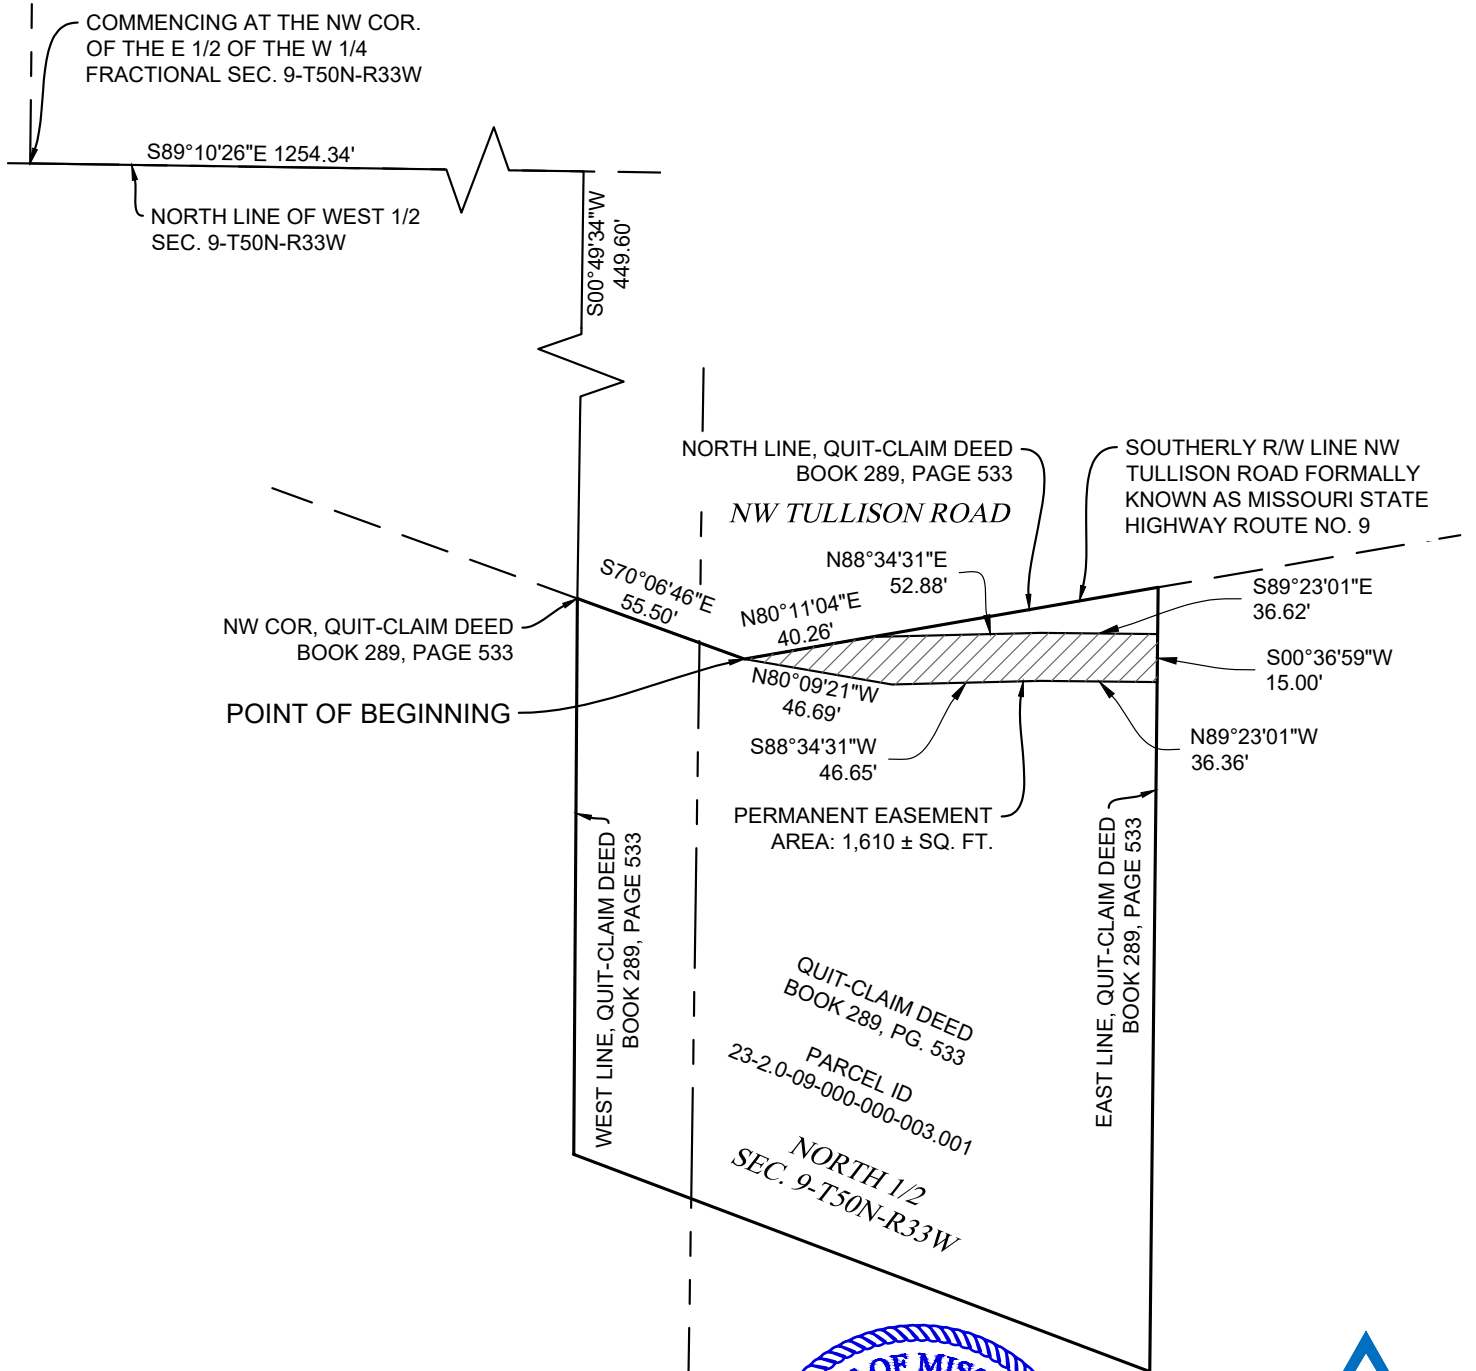 COMMENCING AT THE NW COR.
OF THE E 1/2 OF THE W 1/4
FRACTIONAL SEC. 9-T50N-R33W
S89°10'26"E 1254.34'
NORTH LINE OF WEST 1/2
SEC. 9-T50N-R33W
S00°49'34"W
449.60'
NORTH LINE, QUIT-CLAIM DEED
BOOK 289, PAGE 533
SOUTHERLY R/W LINE NW
TULLISON ROAD FORMALLY
KNOWN AS MISSOURI STATE
HIGHWAY ROUTE NO. 9
NW TULLISON ROAD
N88°34'31"E
52.88'
S70°06'46"E
55.50'
N80°11'04"E
40.26'
S89°23'01"E
36.62'
NW COR, QUIT-CLAIM DEED
BOOK 289, PAGE 533
S00°36'59"W
15.00'
POINT OF BEGINNING
N80°09'21"W
46.69'
S88°34'31"W
46.65'
N89°23'01"W
36.36'
PERMANENT EASEMENT
AREA: 1,610 ± SQ. FT.
WEST LINE, QUIT-CLAIM DEED
BOOK 289, PAGE 533
EAST LINE, QUIT-CLAIM DEED
BOOK 289, PAGE 533
QUIT-CLAIM DEED
BOOK 289, PG. 533
PARCEL ID
23-2.0-09-000-000-003.001
NORTH 1/2
SEC. 9-T50N-R33W
OF